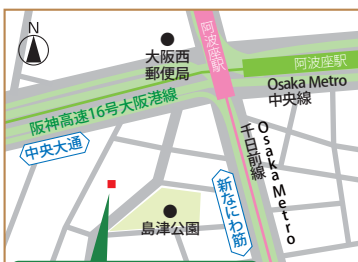 N
大阪西
郵便局
阿波座駅
阿波座駅
Osaka Metro
中央線
阪神高速16号大阪港線
中央大通
千日前線
Osaka Metro
新なにわ筋
島津公園